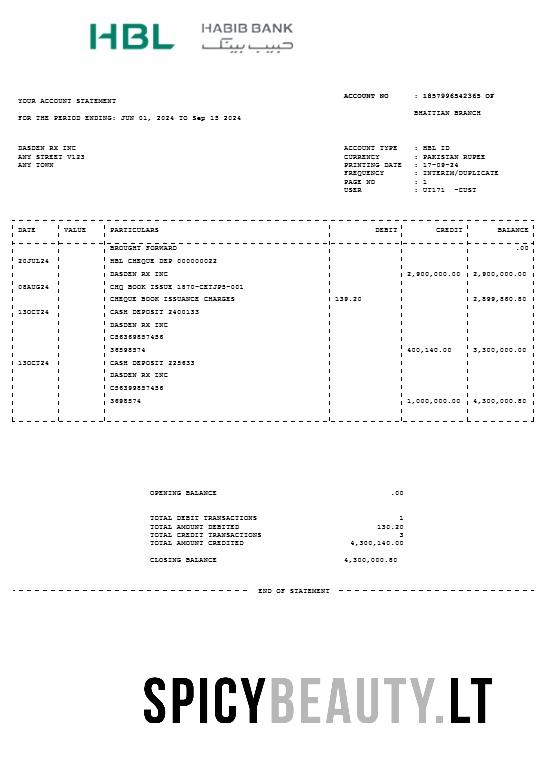 HBL HABIB BANK
حبيب بينک
ACCOUNT NO : 1857996542365 OF
YOUR ACCOUNT STATEMENT
BHATTIAN BRANCH
FOR THE PERIOD ENDING: JUN 01, 2024 TO Sep 15 2024
DASDEN RX INC ACCOUNT TYPE : HBL ID
ANY STREET V123 CURRENCY : PAKISTAN RUPEE
ANY TOWN PRINTING DATE : 17-09-24
FREQUENCY : INTERIM/DUPLICATE
PAGE NO : 1
USER : UT171 -CUST
DATE VALUE PARTICULARS DEBIT CREDIT BALANCE
BROUGHT FORWARD .00
20JUL24 HBL CHEQUE DEP 000000022
DASDEN RX INC 2,900,000.00 2,900,000.00
08AUG24 CHQ BOOK ISSUE 1870-CETJPS-001
CHEQUE BOOK ISSUANCE CHARGES 139.20 2,899,860.80
13OCT24 CASH DEPOSIT 2400133
DASDEN RX INC
C56369857456
36598574 400,140.00 3,300,000.00
13OCT24 CASH DEPOSIT 225633
DASDEN RX INC
C56399857456
3698574 1,000,000.00 4,300,000.80
OPENING BALANCE .00
TOTAL DEBIT TRANSACTIONS 1
TOTAL AMOUNT DEBITED 130.20
TOTAL CREDIT TRANSACTIONS 3
TOTAL AMOUNT CREDITED 4,300,140.00
CLOSING BALANCE 4,300,000.80
END OF STATEMENT
SPICYBEAUTY.LT